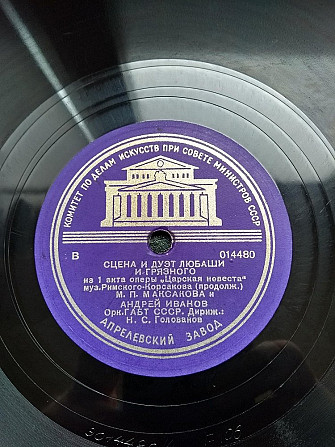 КОМИТЕТ ПО ДЕЛАМ ИСКУССТВ ПРИ СОВЕТЕ МИНИСТРОВ СССР
В 014480
СЦЕНА И ДУЭТ ЛЮБАШИ
И ГРЯЗНОГО
из 1 акта оперы „Царская невеста"
муз. Римского-Корсакова (продолж.)
М. П. МАКСАКОВА и
АНДРЕЙ ИВАНОВ
Орк. ГАБТ СССР. Дириж.:
Н. С. Голованов
АПРЕЛЕВСКИЙ ЗАВОД